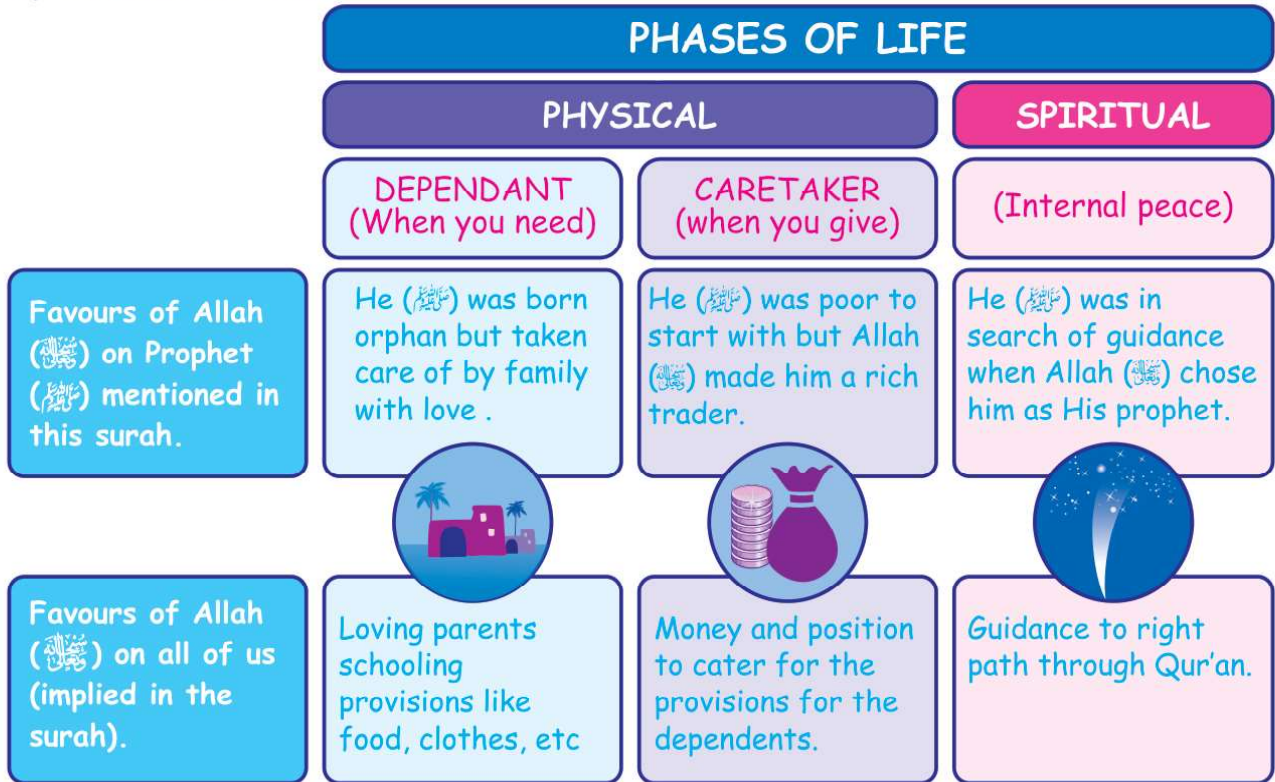 PHASES OF LIFE
PHYSICAL
SPIRITUAL
DEPENDANT
(When you need)
CARETAKER
(when you give)
(Internal peace)
Favours of Allah
(ﷻ) on Prophet
(ﷺ) mentioned in
this surah.
He (ﷺ) was born
orphan but taken
care of by family
with love .
He (ﷺ) was poor to
start with but Allah
(ﷻ) made him a rich
trader.
He (ﷺ) was in
search of guidance
when Allah (ﷻ) chose
him as His prophet.
Favours of Allah
(ﷻ) on all of us
(implied in the
surah).
Loving parents
schooling
provisions like
food, clothes, etc
Money and position
to cater for the
provisions for the
dependents.
Guidance to right
path through Qur’an.